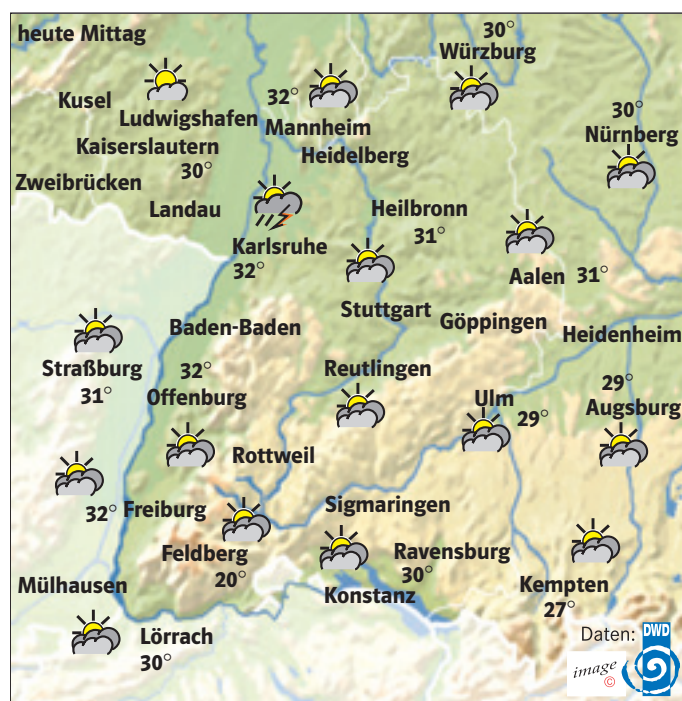 heute Mittag
30°
Würzburg
Kusel
32°
30°
Ludwigshafen
Mannheim
Nürnberg
Kaiserslautern
Heidelberg
30°
Zweibrücken
Landau
Heilbronn
31°
Karlsruhe
32°
Aalen 31°
Stuttgart
Göppingen
Baden-Baden
Heidenheim
Straßburg
32°
Reutlingen
31°
Offenburg
29°
Ulm
29°
Augsburg
Rottweil
32° Freiburg
Sigmaringen
Feldberg
20°
Ravensburg
30°
Mülhausen
Konstanz
Kempten
27°
Lörrach
30°
Daten: DWD
image
©